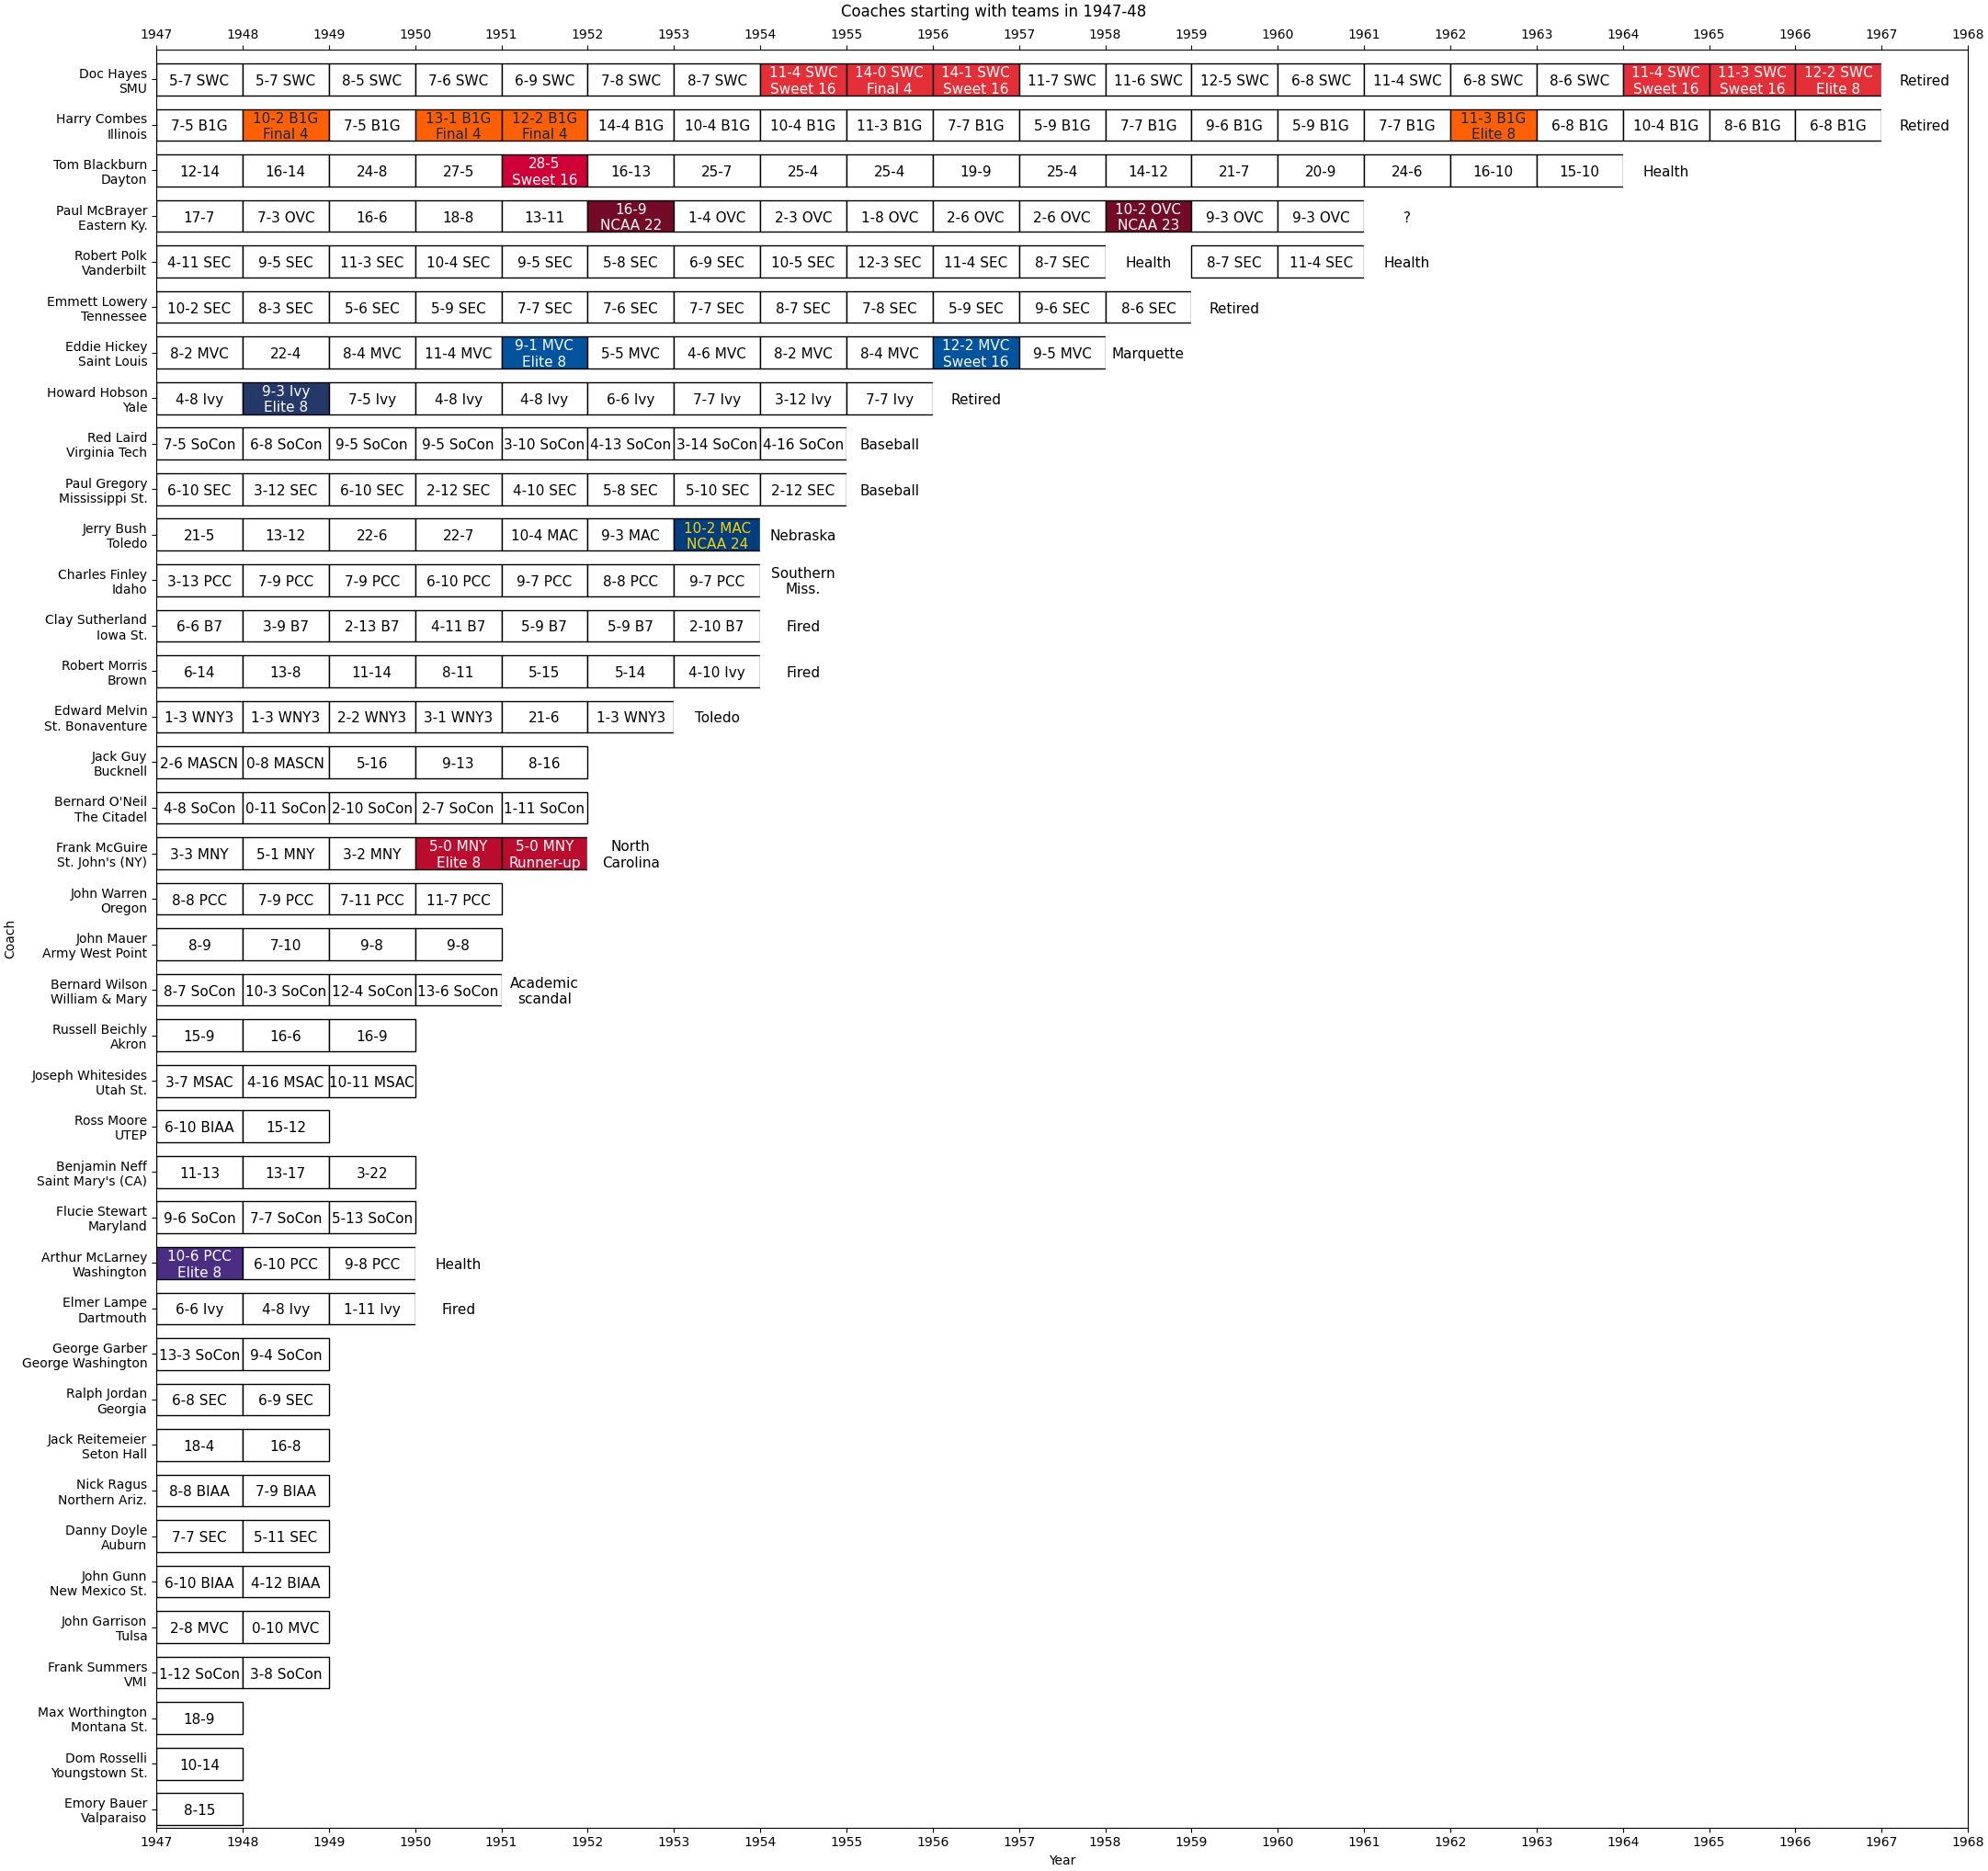 Coaches starting with teams in 1947-48
1947 1948 1949 1950 1951 1952 1953 1954 1955 1956 1957 1958 1959 1960 1961 1962 1963 1964 1965 1966 1967 1968
Doc Hayes
SMU
5-7 SWC 5-7 SWC 8-5 SWC 7-6 SWC 6-9 SWC 7-8 SWC 8-7 SWC 11-4 SWC 14-0 SWC 14-1 SWC 11-7 SWC 11-6 SWC 12-5 SWC 6-8 SWC 11-4 SWC 6-8 SWC 8-6 SWC 11-4 SWC 11-3 SWC 12-2 SWC Retired
Sweet 16 Final 4 Sweet 16 Sweet 16 Sweet 16 Elite 8
Harry Combes
Illinois
7-5 B1G 10-2 B1G 7-5 B1G 13-1 B1G 12-2 B1G 14-4 B1G 10-4 B1G 10-4 B1G 11-3 B1G 7-7 B1G 5-9 B1G 7-7 B1G 9-6 B1G 5-9 B1G 7-7 B1G 11-3 B1G 6-8 B1G 10-4 B1G 8-6 B1G 6-8 B1G Retired
Final 4 Final 4 Final 4 Elite 8
Tom Blackburn
Dayton
12-14 16-14 24-8 27-5 28-5 16-13 25-7 25-4 25-4 19-9 25-4 14-12 21-7 20-9 24-6 16-10 15-10 Health
Sweet 16
Paul McBrayer
Eastern Ky.
17-7 7-3 OVC 16-6 18-8 13-11 16-9 1-4 OVC 2-3 OVC 1-8 OVC 2-6 OVC 2-6 OVC 10-2 OVC 9-3 OVC 9-3 OVC ?
NCAA 22 NCAA 23
Robert Polk
Vanderbilt
4-11 SEC 9-5 SEC 11-3 SEC 10-4 SEC 9-5 SEC 5-8 SEC 6-9 SEC 10-5 SEC 12-3 SEC 11-4 SEC 8-7 SEC Health 8-7 SEC 11-4 SEC Health
Emmett Lowery
Tennessee
10-2 SEC 8-3 SEC 5-6 SEC 5-9 SEC 7-7 SEC 7-6 SEC 7-7 SEC 8-7 SEC 7-8 SEC 5-9 SEC 9-6 SEC 8-6 SEC Retired
Eddie Hickey
Saint Louis
8-2 MVC 22-4 8-4 MVC 11-4 MVC 9-1 MVC 5-5 MVC 4-6 MVC 8-2 MVC 8-4 MVC 12-2 MVC 9-5 MVC Marquette
Elite 8 Sweet 16
Howard Hobson
Yale
4-8 Ivy 9-3 Ivy 7-5 Ivy 4-8 Ivy 4-8 Ivy 6-6 Ivy 7-7 Ivy 3-12 Ivy 7-7 Ivy Retired
Elite 8
Red Laird
Virginia Tech
7-5 SoCon 6-8 SoCon 9-5 SoCon 9-5 SoCon 3-10 SoCon 4-13 SoCon 3-14 SoCon 4-16 SoCon Baseball
Paul Gregory
Mississippi St.
6-10 SEC 3-12 SEC 6-10 SEC 2-12 SEC 4-10 SEC 5-8 SEC 5-10 SEC 2-12 SEC Baseball
Jerry Bush
Toledo
21-5 13-12 22-6 22-7 10-4 MAC 9-3 MAC 10-2 MAC Nebraska
NCAA 24
Charles Finley
Idaho
3-13 PCC 7-9 PCC 7-9 PCC 6-10 PCC 9-7 PCC 8-8 PCC 9-7 PCC Southern
Miss.
Clay Sutherland
Iowa St.
6-6 B7 3-9 B7 2-13 B7 4-11 B7 5-9 B7 5-9 B7 2-10 B7 Fired
Robert Morris
Brown
6-14 13-8 11-14 8-11 5-15 5-14 4-10 Ivy Fired
Edward Melvin
St. Bonaventure
1-3 WNY3 1-3 WNY3 2-2 WNY3 3-1 WNY3 21-6 1-3 WNY3 Toledo
Jack Guy
Bucknell
2-6 MASCN 0-8 MASCN 5-16 9-13 8-16
Bernard O'Neil
The Citadel
4-8 SoCon 0-11 SoCon 2-10 SoCon 2-7 SoCon 1-11 SoCon
Frank McGuire
St. John's (NY)
3-3 MNY 5-1 MNY 3-2 MNY 5-0 MNY 5-0 MNY North
Elite 8 Runner-up Carolina
John Warren
Oregon
8-8 PCC 7-9 PCC 7-11 PCC 11-7 PCC
John Mauer
Army West Point
8-9 7-10 9-8 9-8
Bernard Wilson
William & Mary
8-7 SoCon 10-3 SoCon 12-4 SoCon 13-6 SoCon Academic
scandal
Russell Beichly
Akron
15-9 16-6 16-9
Joseph Whitesides
Utah St.
3-7 MSAC 4-16 MSAC 10-11 MSAC
Ross Moore
UTEP
6-10 BIAA 15-12
Benjamin Neff
Saint Mary's (CA)
11-13 13-17 3-22
Flucie Stewart
Maryland
9-6 SoCon 7-7 SoCon 5-13 SoCon
Arthur McLarney
Washington
10-6 PCC 6-10 PCC 9-8 PCC Health
Elite 8
Elmer Lampe
Dartmouth
6-6 Ivy 4-8 Ivy 1-11 Ivy Fired
George Garber
George Washington
13-3 SoCon 9-4 SoCon
Ralph Jordan
Georgia
6-8 SEC 6-9 SEC
Jack Reitemeier
Seton Hall
18-4 16-8
Nick Ragus
Northern Ariz.
8-8 BIAA 7-9 BIAA
Danny Doyle
Auburn
7-7 SEC 5-11 SEC
John Gunn
New Mexico St.
6-10 BIAA 4-12 BIAA
John Garrison
Tulsa
2-8 MVC 0-10 MVC
Frank Summers
VMI
1-12 SoCon 3-8 SoCon
Max Worthington
Montana St.
18-9
Dom Rosselli
Youngstown St.
10-14
Emory Bauer
Valparaiso
8-15
1947 1948 1949 1950 1951 1952 1953 1954 1955 1956 1957 1958 1959 1960 1961 1962 1963 1964 1965 1966 1967 1968
Year
Coach